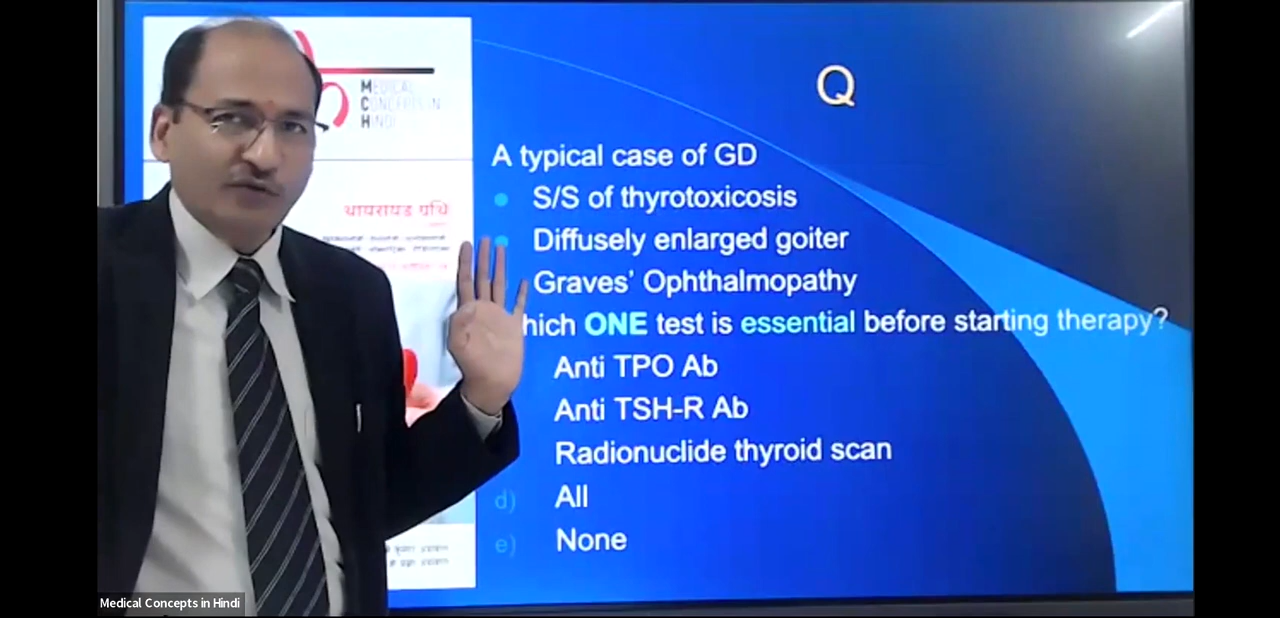 MEDICAL
CONCEPTS IN
HINDI
थायरायड ग्रंथि
Q
A typical case of GD
S/S of thyrotoxicosis
Diffusely enlarged goiter
Graves' Ophthalmopathy
hich ONE test is essential before starting therapy?
Anti TPO Ab
Anti TSH-R Ab
Radionuclide thyroid scan
d) All
e) None
Medical Concepts in Hindi